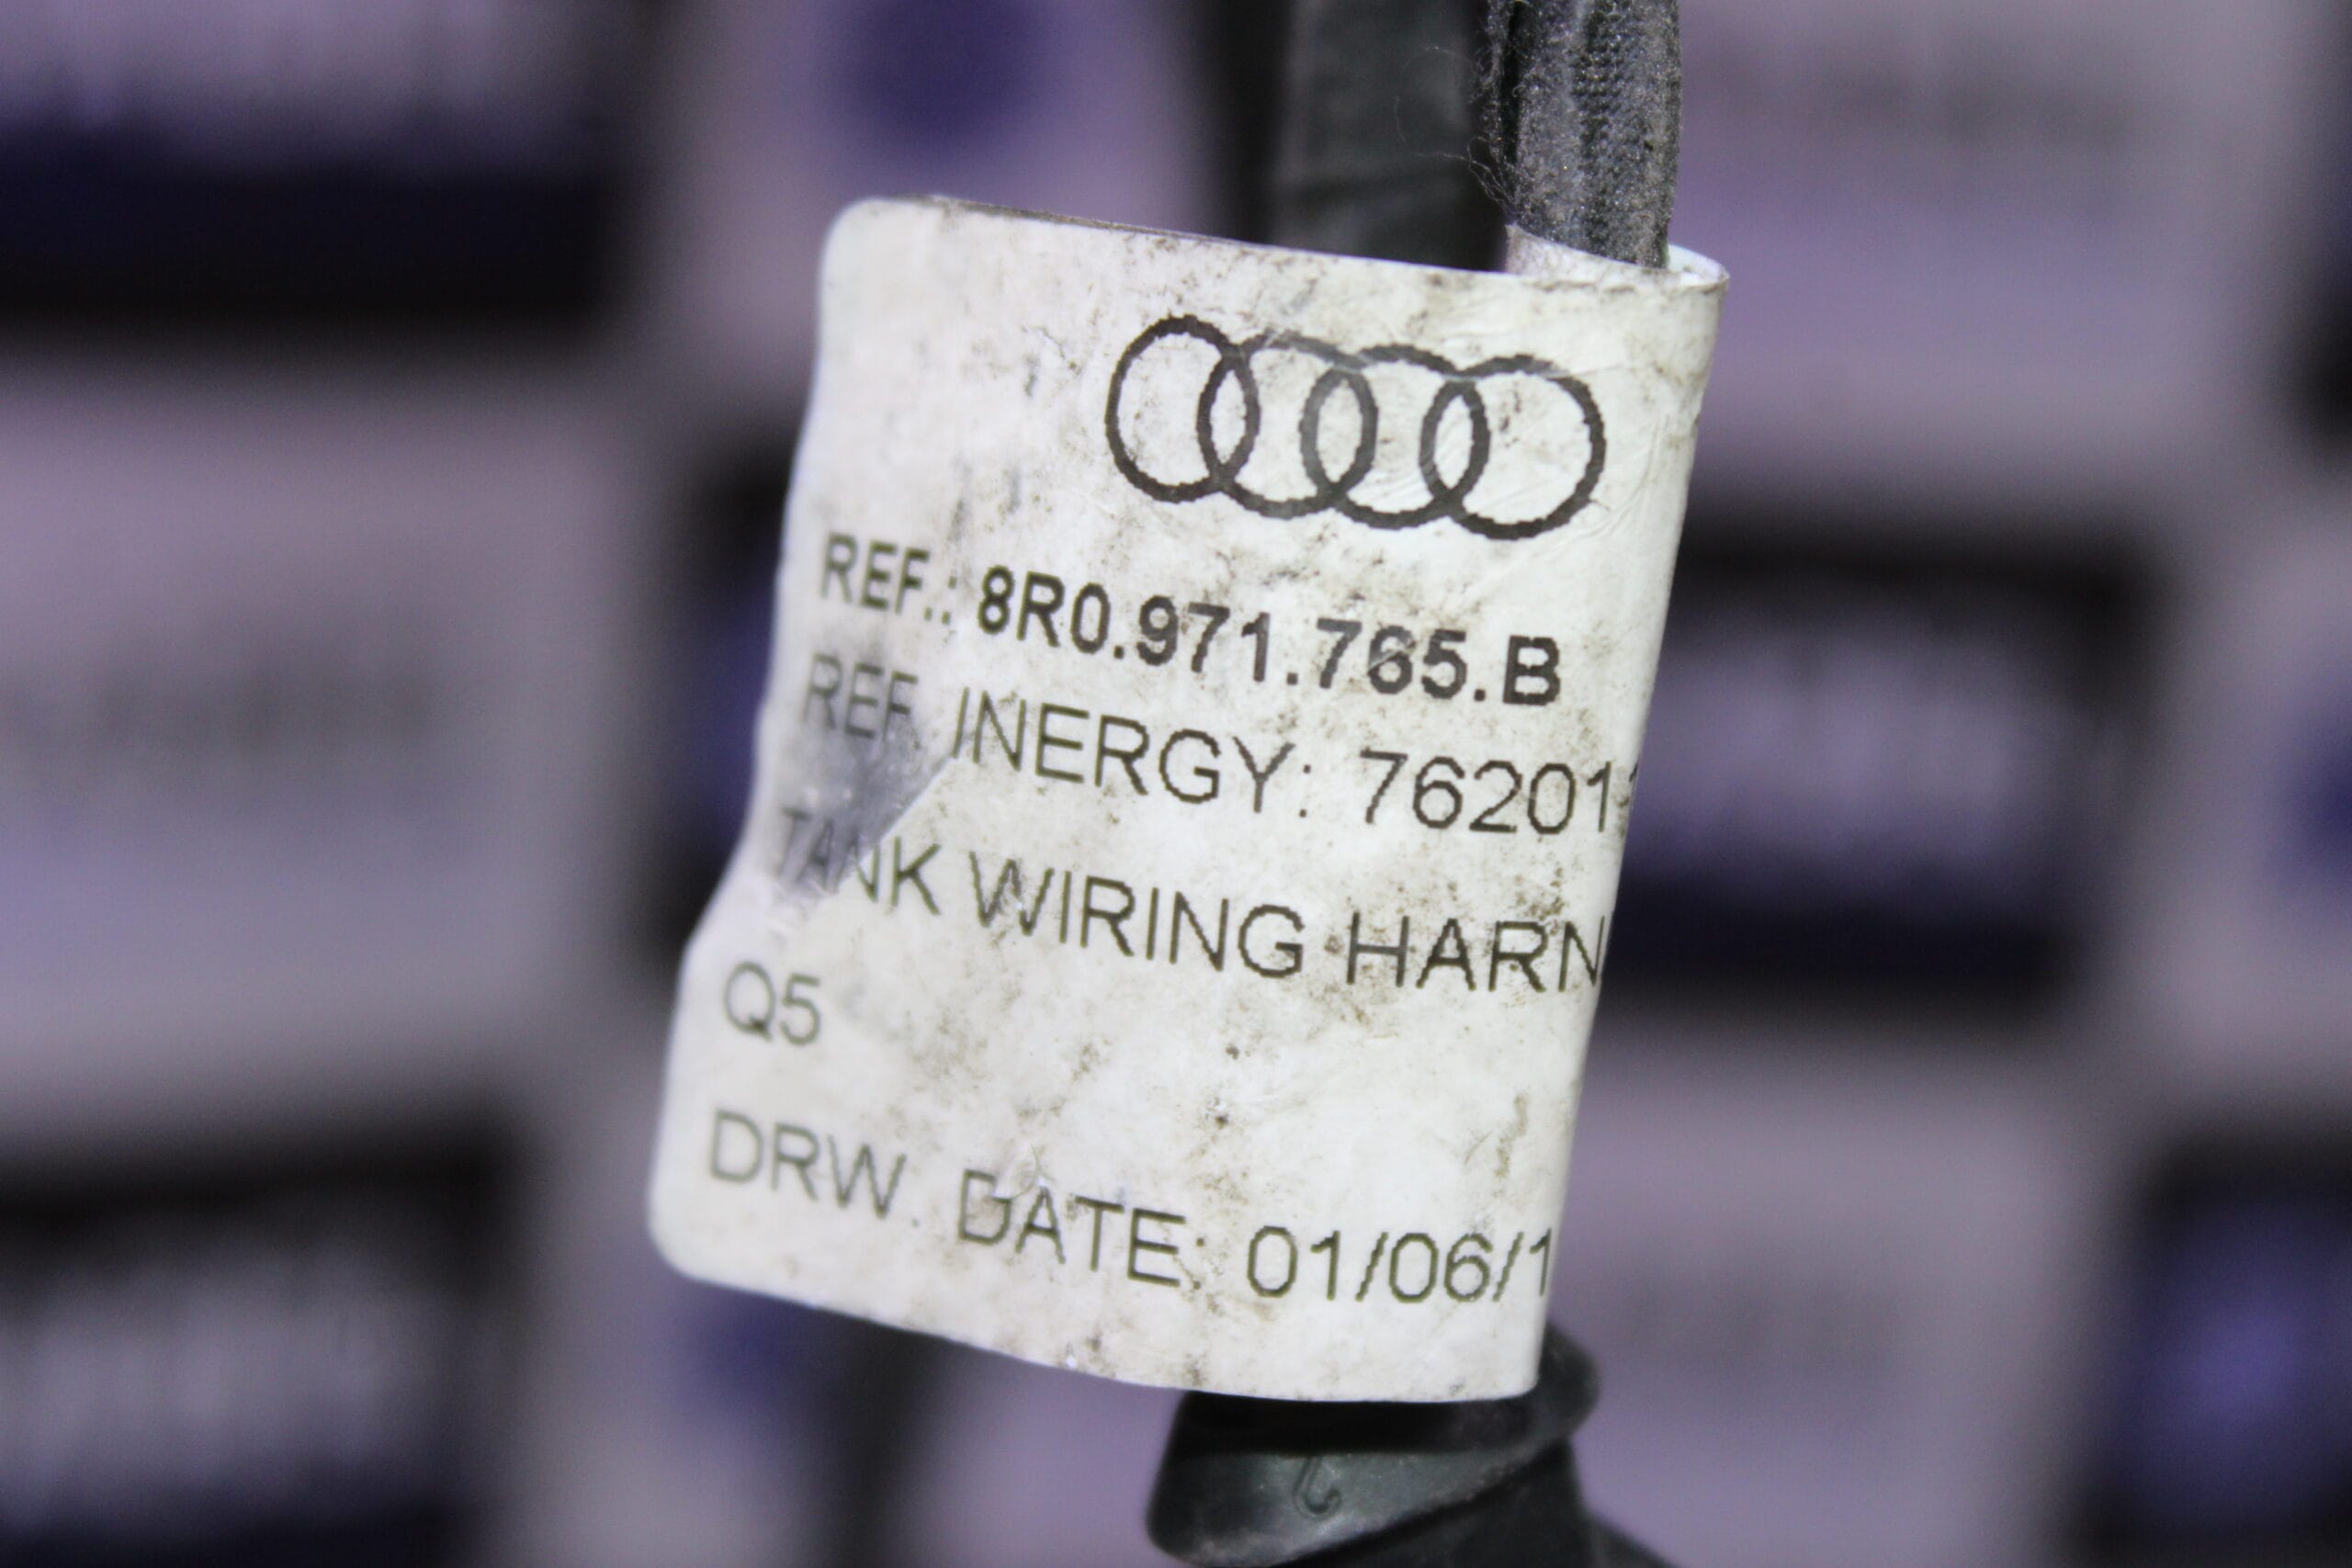 REF.: 8R0.971.765.B
REF. INERGY: 76201
TANK WIRING HARN
Q5
DRW. DATE: 01/06/1